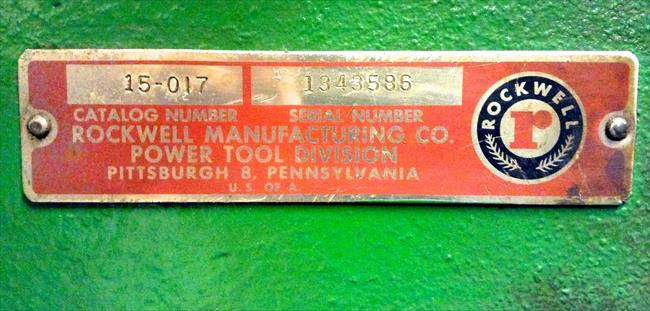 15-017 1343586
CATALOG NUMBER SERIAL NUMBER
ROCKWELL MANUFACTURING CO.
POWER TOOL DIVISION
PITTSBURGH 8, PENNSYLVANIA
U.S. OF A.
ROCKWELL
r